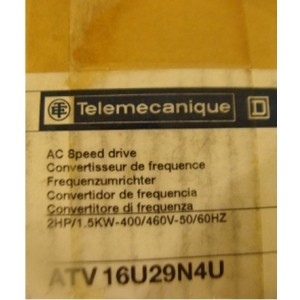 Telemecanique
AC Speed drive
Convertisseur de frequence
Frequenzumrichter
Convertidor de frecuencia
Convertitore di frequenza
2HP/1.5KW-400/460V-50/60HZ
ATV 16U29N4U